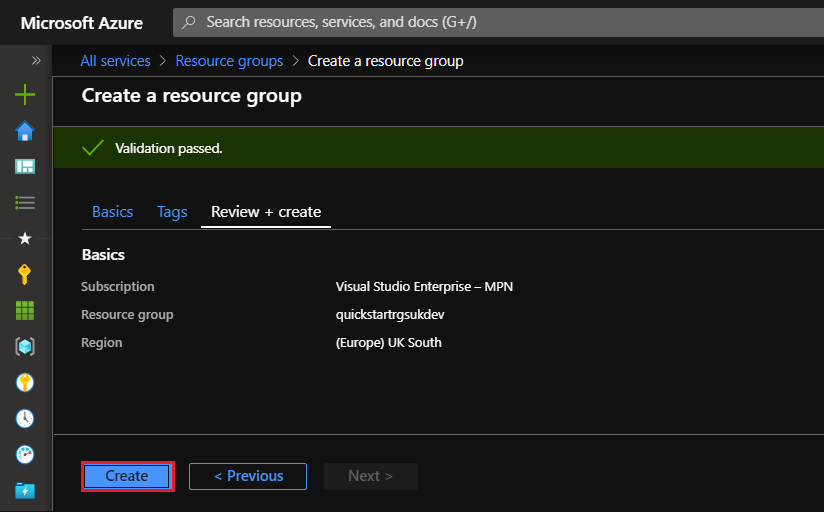 Microsoft Azure
Search resources, services, and docs (G+/)
All services > Resource groups > Create a resource group
Create a resource group
Validation passed.
Basics Tags Review + create
Basics
Subscription Visual Studio Enterprise – MPN
Resource group quickstartrgsukdev
Region (Europe) UK South
Create < Previous Next >